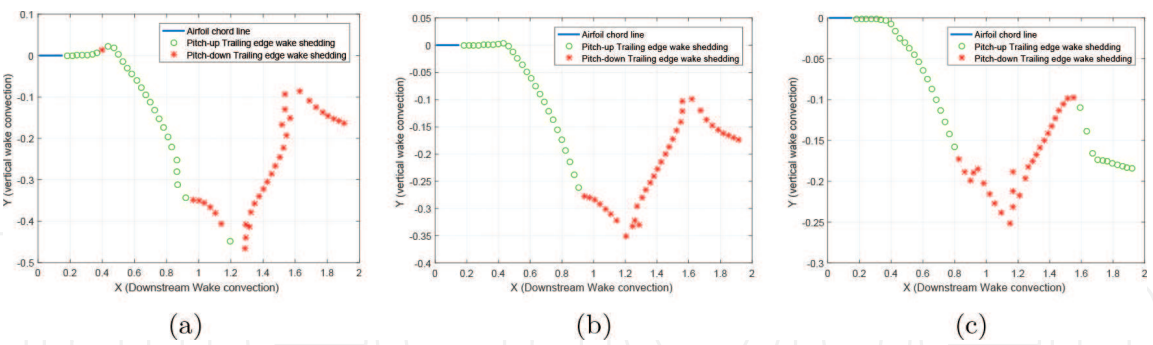 0.1
0
-0.1
-0.2
-0.3
-0.4
-0.5
Y (vertical wake convection)
Airfoil chord line
Pitch-up Trailing edge wake shedding
Pitch-down Trailing edge wake shedding
0 0.2 0.4 0.6 0.8 1 1.2 1.4 1.6 1.8 2
X (Downstream Wake convection)
(a)
0.05
0
-0.05
-0.1
-0.15
-0.2
-0.25
-0.3
-0.35
-0.4
Y (vertical wake convection)
Airfoil chord line
Pitch-up Trailing edge wake shedding
Pitch-down Trailing edge wake shedding
0 0.2 0.4 0.6 0.8 1 1.2 1.4 1.6 1.8 2
X (Downstream Wake convection)
(b)
0
-0.05
-0.1
-0.15
-0.2
-0.25
-0.3
Y (vertical wake convection)
Airfoil chord line
Pitch-up Trailing edge wake shedding
Pitch-down Trailing edge wake shedding
0 0.2 0.4 0.6 0.8 1 1.2 1.4 1.6 1.8 2
X (Downstream Wake convection)
(c)